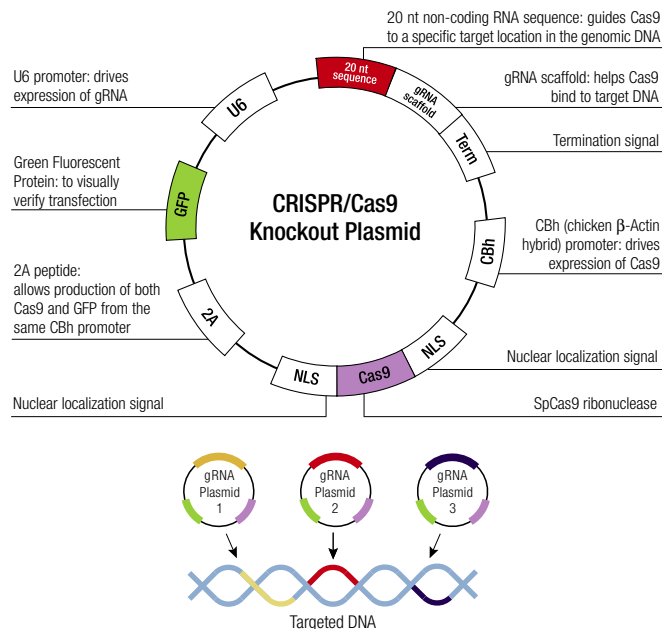 20 nt non-coding RNA sequence: guides Cas9
to a specific target location in the genomic DNA
U6 promoter: drives
expression of gRNA
U6
20 nt
sequence
gRNA
scaffold
Term
gRNA scaffold: helps Cas9
bind to target DNA
Termination signal
Green Fluorescent
Protein: to visually
verify transfection
GFP
CRISPR/Cas9
Knockout Plasmid
CBh
CBh (chicken β-Actin
hybrid) promoter: drives
expression of Cas9
2A peptide:
allows production of both
Cas9 and GFP from the
same CBh promoter
2A
NLS
Cas9
NLS
Nuclear localization signal
Nuclear localization signal
SpCas9 ribonuclease
gRNA
Plasmid
1
gRNA
Plasmid
2
gRNA
Plasmid
3
Targeted DNA